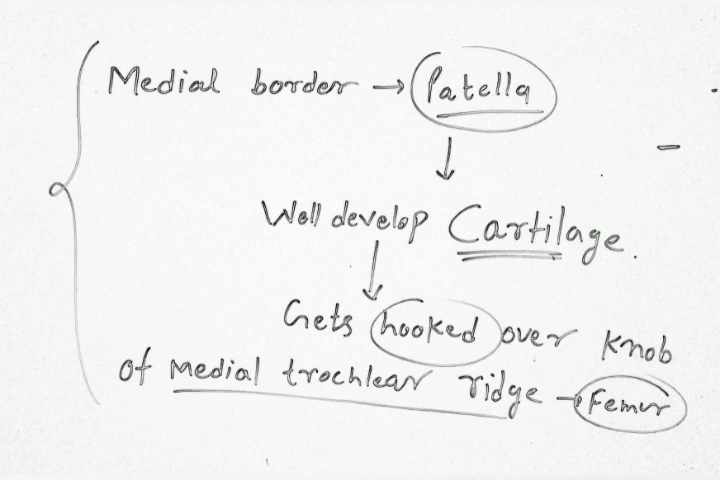 Medial border → Patella
↓
Well develop Cartilage.
↓
Gets hooked over Knob
of Medial trochlear ridge → Femur